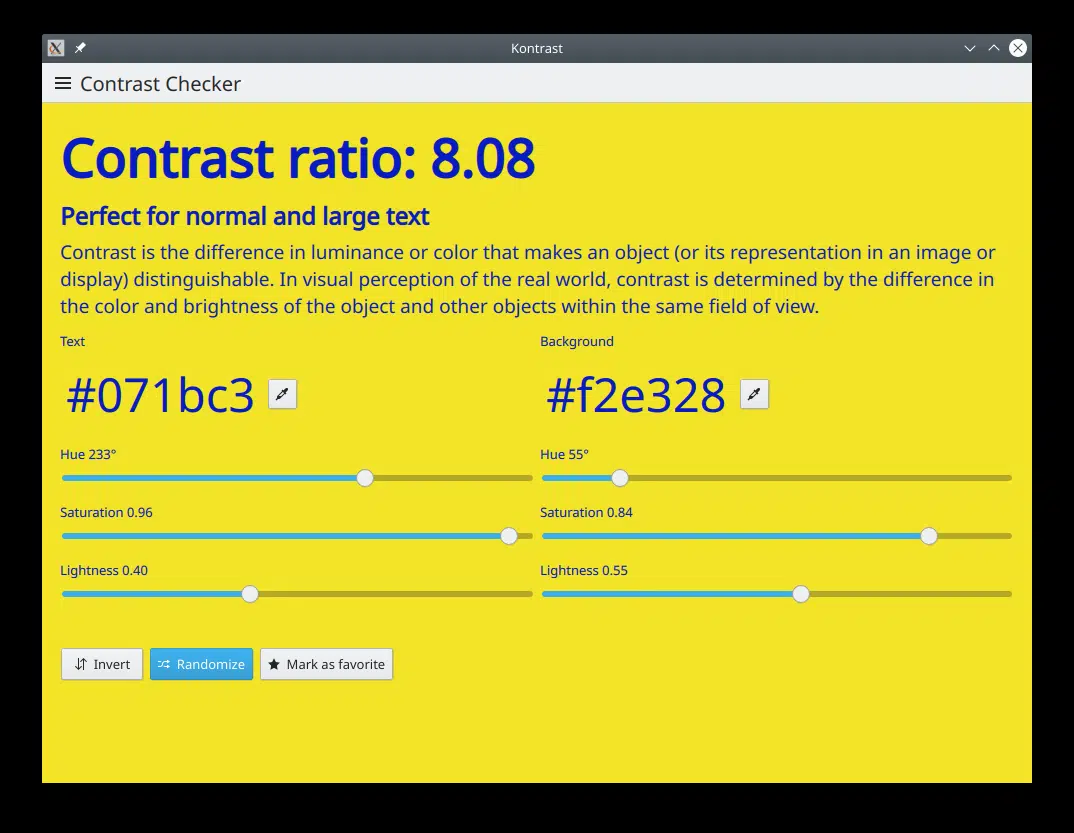 Kontrast
Contrast Checker
Contrast ratio: 8.08
Perfect for normal and large text
Contrast is the difference in luminance or color that makes an object (or its representation in an image or
display) distinguishable. In visual perception of the real world, contrast is determined by the difference in
the color and brightness of the object and other objects within the same field of view.
Text
Background
#071bc3
#f2e328
Hue 233°
Hue 55°
Saturation 0.96
Saturation 0.84
Lightness 0.40
Lightness 0.55
Invert
Randomize
Mark as favorite